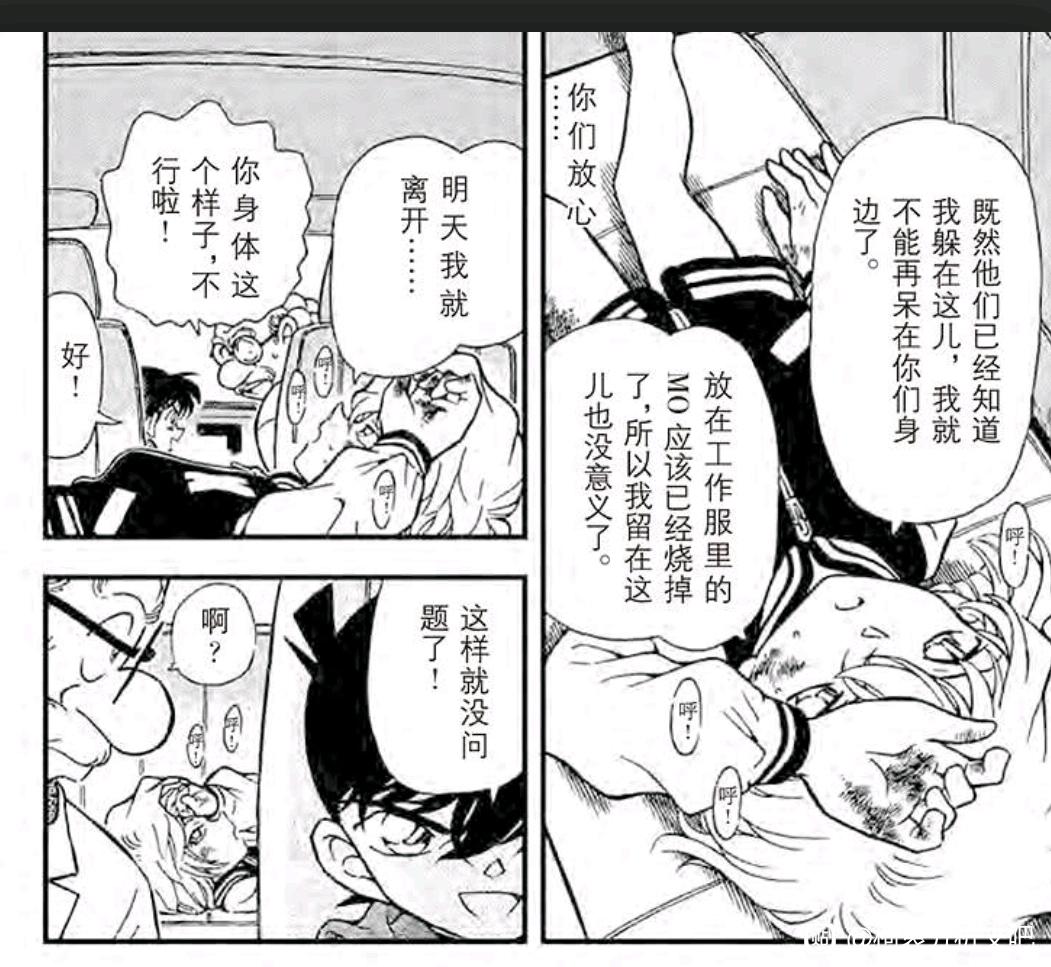 你们放心
……
既然他们已经知道
我躲在这儿，我就
不能再呆在你们身
边了。
放在工作服里的
MO应该已经烧掉
了，所以我留在这
儿也没意义了。
呼！
呼！
呼！
明天我就
离开……
你身体这
个样子，不
行啦！
呼！
呼！
呼！
好！
这样就没问
题了！
啊？
呼！
呼！